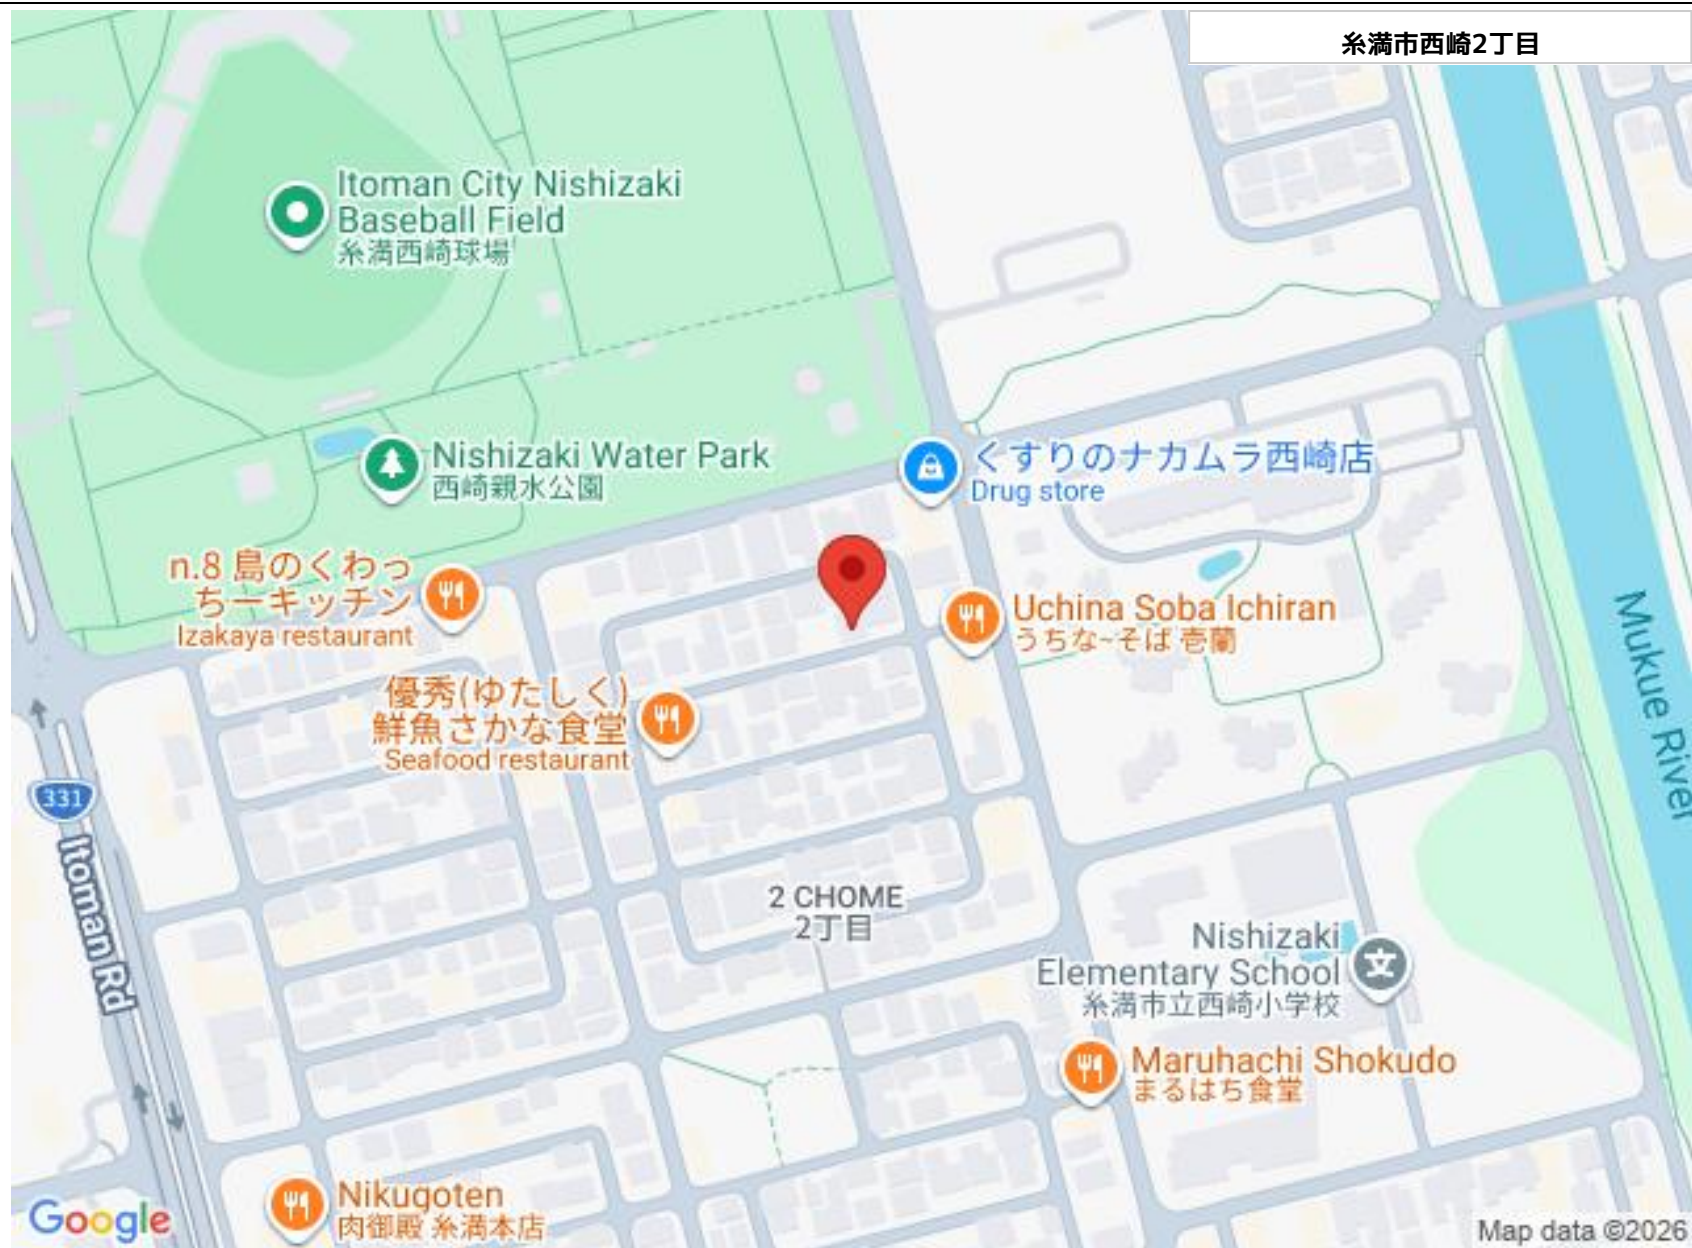 糸満市西崎2丁目
Itoman City Nishizaki
Baseball Field
糸満西崎球場
Nishizaki Water Park
西崎親水公園
くすりのナカムラ西崎店
Drug store
n.8 島のくわっ
ちーキッチン
Izakaya restaurant
Uchina Soba Ichiran
うちな~そば 壱蘭
優秀(ゆたしく)
鮮魚さかな食堂
Seafood restaurant
Mukue River
331
Itoman Rd
2 CHOME
2丁目
Nishizaki
Elementary School
糸満市立西崎小学校
文
Maruhachi Shokudo
まるはち食堂
Nikugoten
肉御殿 糸満本店
Google
Map data ©2026